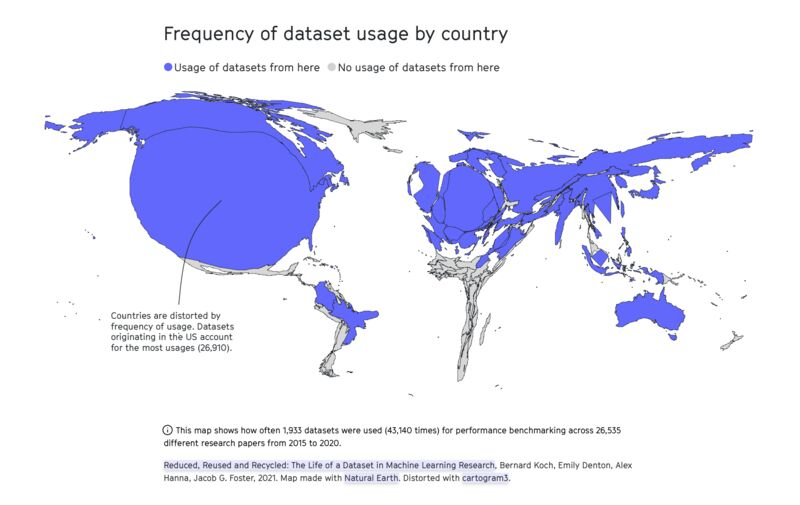 Frequency of dataset usage by country
Usage of datasets from here No usage of datasets from here
Countries are distorted by
frequency of usage. Datasets
originating in the US account
for the most usages (26,910).
This map shows how often 1,933 datasets were used (43,140 times) for performance benchmarking across 26,535
different research papers from 2015 to 2020.
Reduced, Reused and Recycled: The Life of a Dataset in Machine Learning Research, Bernard Koch, Emily Denton, Alex
Hanna, Jacob G. Foster, 2021. Map made with Natural Earth. Distorted with cartogram3.